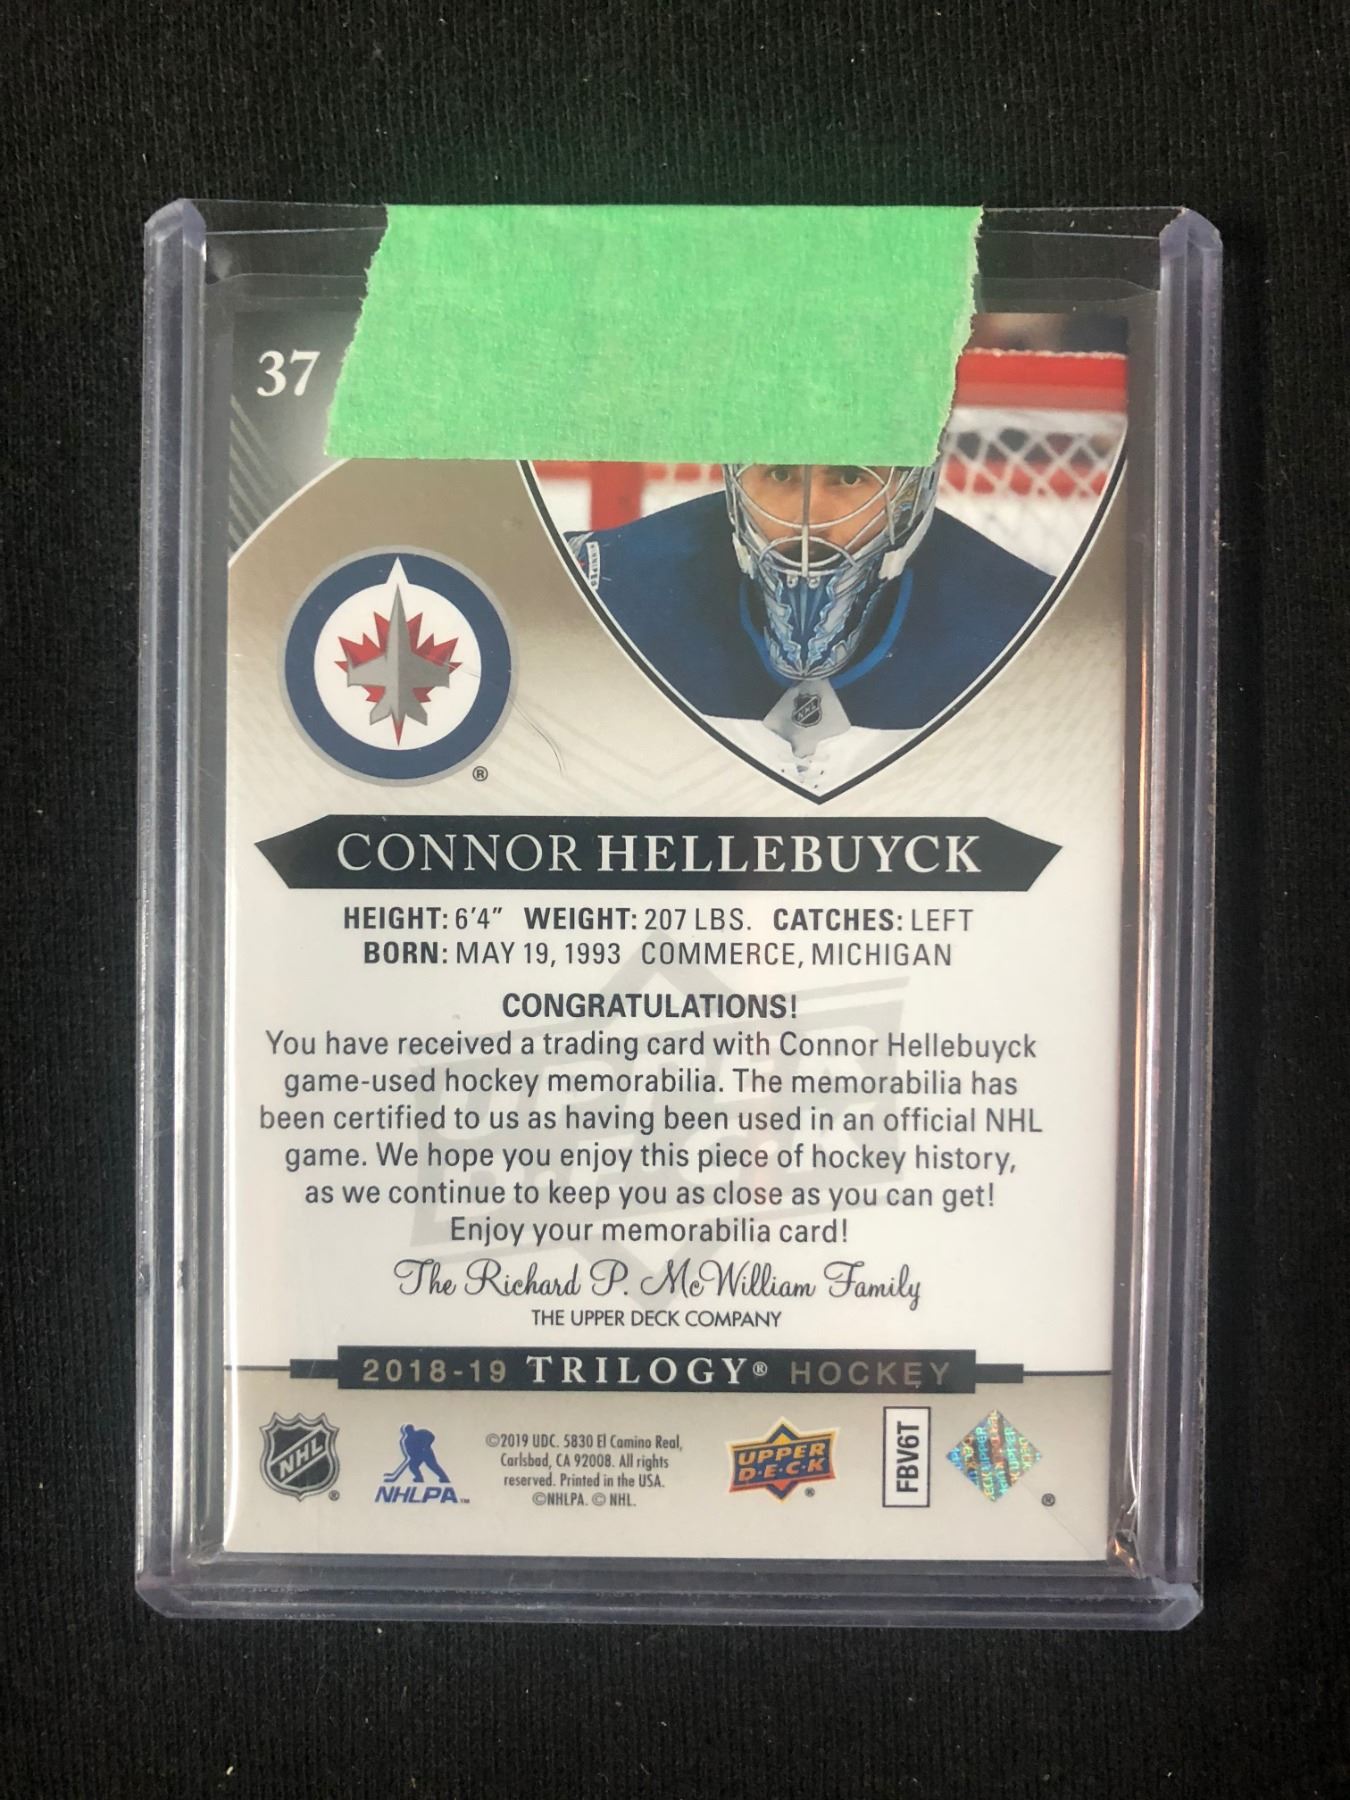 37
®
CONNOR HELLEBUYCK
HEIGHT: 6'4" WEIGHT: 207 LBS. CATCHES: LEFT
BORN: MAY 19, 1993 COMMERCE, MICHIGAN
CONGRATULATIONS!
You have received a trading card with Connor Hellebuyck
game-used hockey memorabilia. The memorabilia has
been certified to us as having been used in an official NHL
game. We hope you enjoy this piece of hockey history,
as we continue to keep you as close as you can get!
Enjoy your memorabilia card!
The Richard P. McWilliam Family
THE UPPER DECK COMPANY
2018-19 TRILOGY® HOCKEY
NHL ®
NHLPA™
©2019 UDC. 5830 El Camino Real,
Carlsbad, CA 92008. All rights
reserved. Printed in the USA.
©NHLPA. © NHL.
UPPER
D·E·C·K ®
FBV6T
®